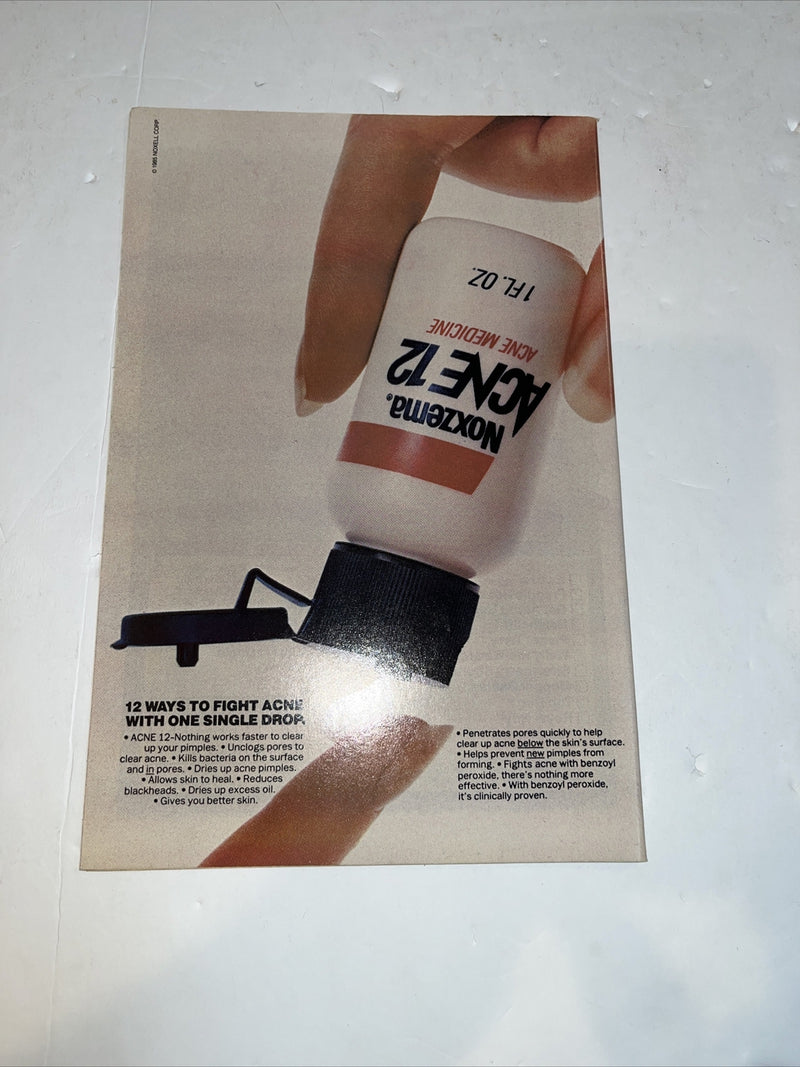 © 1985 NOXELL CORP
1 FL. OZ.
ACNE MEDICINE
ACNE 12
Noxzema®
12 WAYS TO FIGHT ACNE
WITH ONE SINGLE DROP.
• ACNE 12–Nothing works faster to clear
up your pimples. • Unclogs pores to
clear acne. • Kills bacteria on the surface
and in pores. • Dries up acne pimples.
• Allows skin to heal. • Reduces
blackheads. • Dries up excess oil.
• Gives you better skin.
• Penetrates pores quickly to help
clear up acne below the skin's surface.
• Helps prevent new pimples from
forming. • Fights acne with benzoyl
peroxide, there's nothing more
effective. • With benzoyl peroxide,
it's clinically proven.